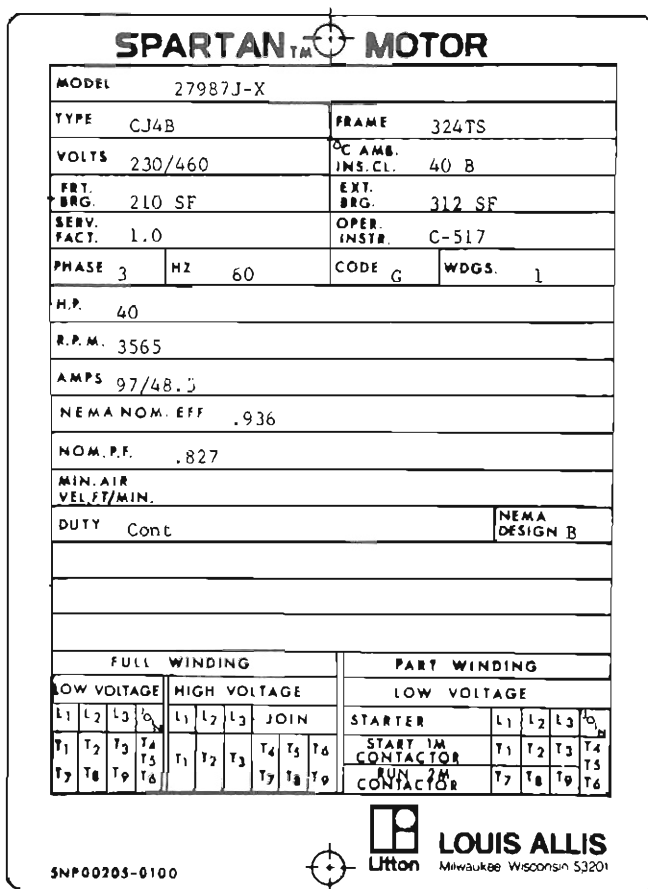 SPARTAN TM MOTOR
MODEL 27987J-X
TYPE CJ4B FRAME 324TS
VOLTS 230/460 °C AMB. INS. CL. 40 B
FRT. BRG. 210 SF EXT. BRG. 312 SF
SERV. FACT. 1.0 OPER. INSTR. C-517
PHASE 3 HZ 60 CODE G WDGS. 1
H.P. 40
R.P.M. 3565
AMPS 97/48.5
NEMA NOM. EFF .936
NOM. P.F. .827
MIN. AIR VEL. FT/MIN.
DUTY Cont NEMA DESIGN B
FULL WINDING PART WINDING
LOW VOLTAGE HIGH VOLTAGE LOW VOLTAGE
L1 L2 L3 JOIN L1 L2 L3 JOIN STARTER L1 L2 L3 JOIN
T1 T2 T3 T4 T5 T6 T1 T2 T3 T4 T5 T6 START 1M CONTACTOR T1 T2 T3 T4 T5 T6
T7 T8 T9 T7 T8 T9 RUN 2M CONTACTOR T7 T8 T9
Litton LOUIS ALLIS
Milwaukee Wisconsin 53201
5NP00205-0100